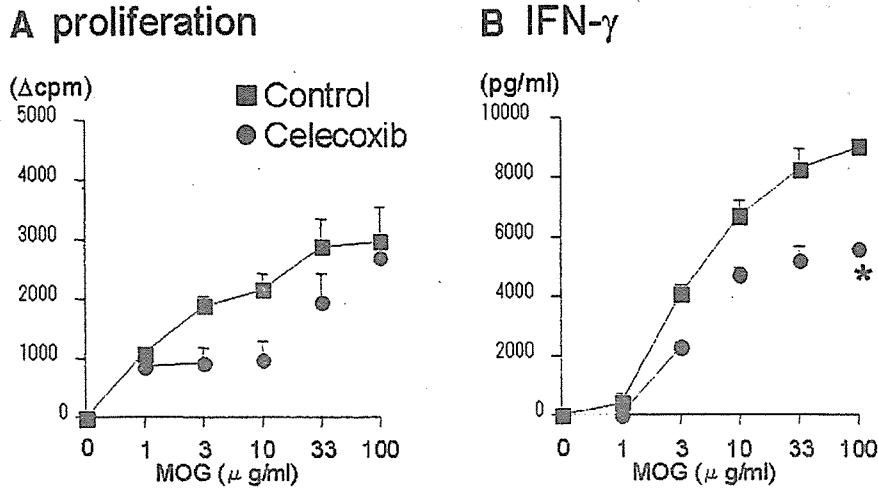 A proliferation
(Δcpm)
Control
Celecoxib
5000
4000
3000
2000
1000
0
0 1 3 10 33 100
MOG (μ g/ml)
B IFN-γ
(pg/ml)
10000
8000
6000
4000
2000
0
*
0 1 3 10 33 100
MOG (μ g/ml)